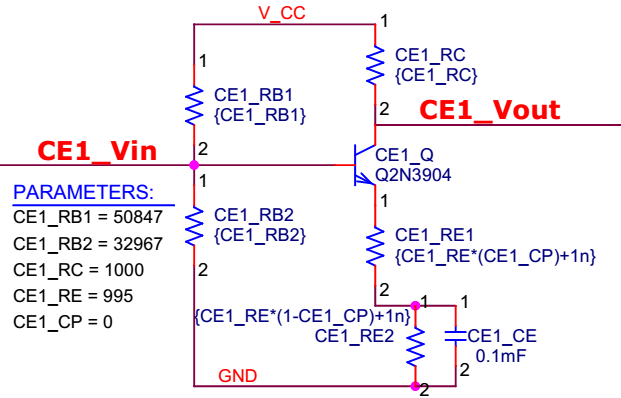 V_CC
1
1
CE1_RC
{CE1_RC}
CE1_RB1
{CE1_RB1}
2
CE1_Vout
CE1_Vin
2
CE1_Q
Q2N3904
1
PARAMETERS:
CE1_RB1 = 50847
CE1_RB2 = 32967
CE1_RC = 1000
CE1_RE = 995
CE1_CP = 0
CE1_RB2
{CE1_RB2}
2
1
CE1_RE1
{CE1_RE*(CE1_CP)+1n}
2
1
1
{CE1_RE*(1-CE1_CP)+1n}
CE1_RE2
CE1_CE
0.1mF
2
GND
2